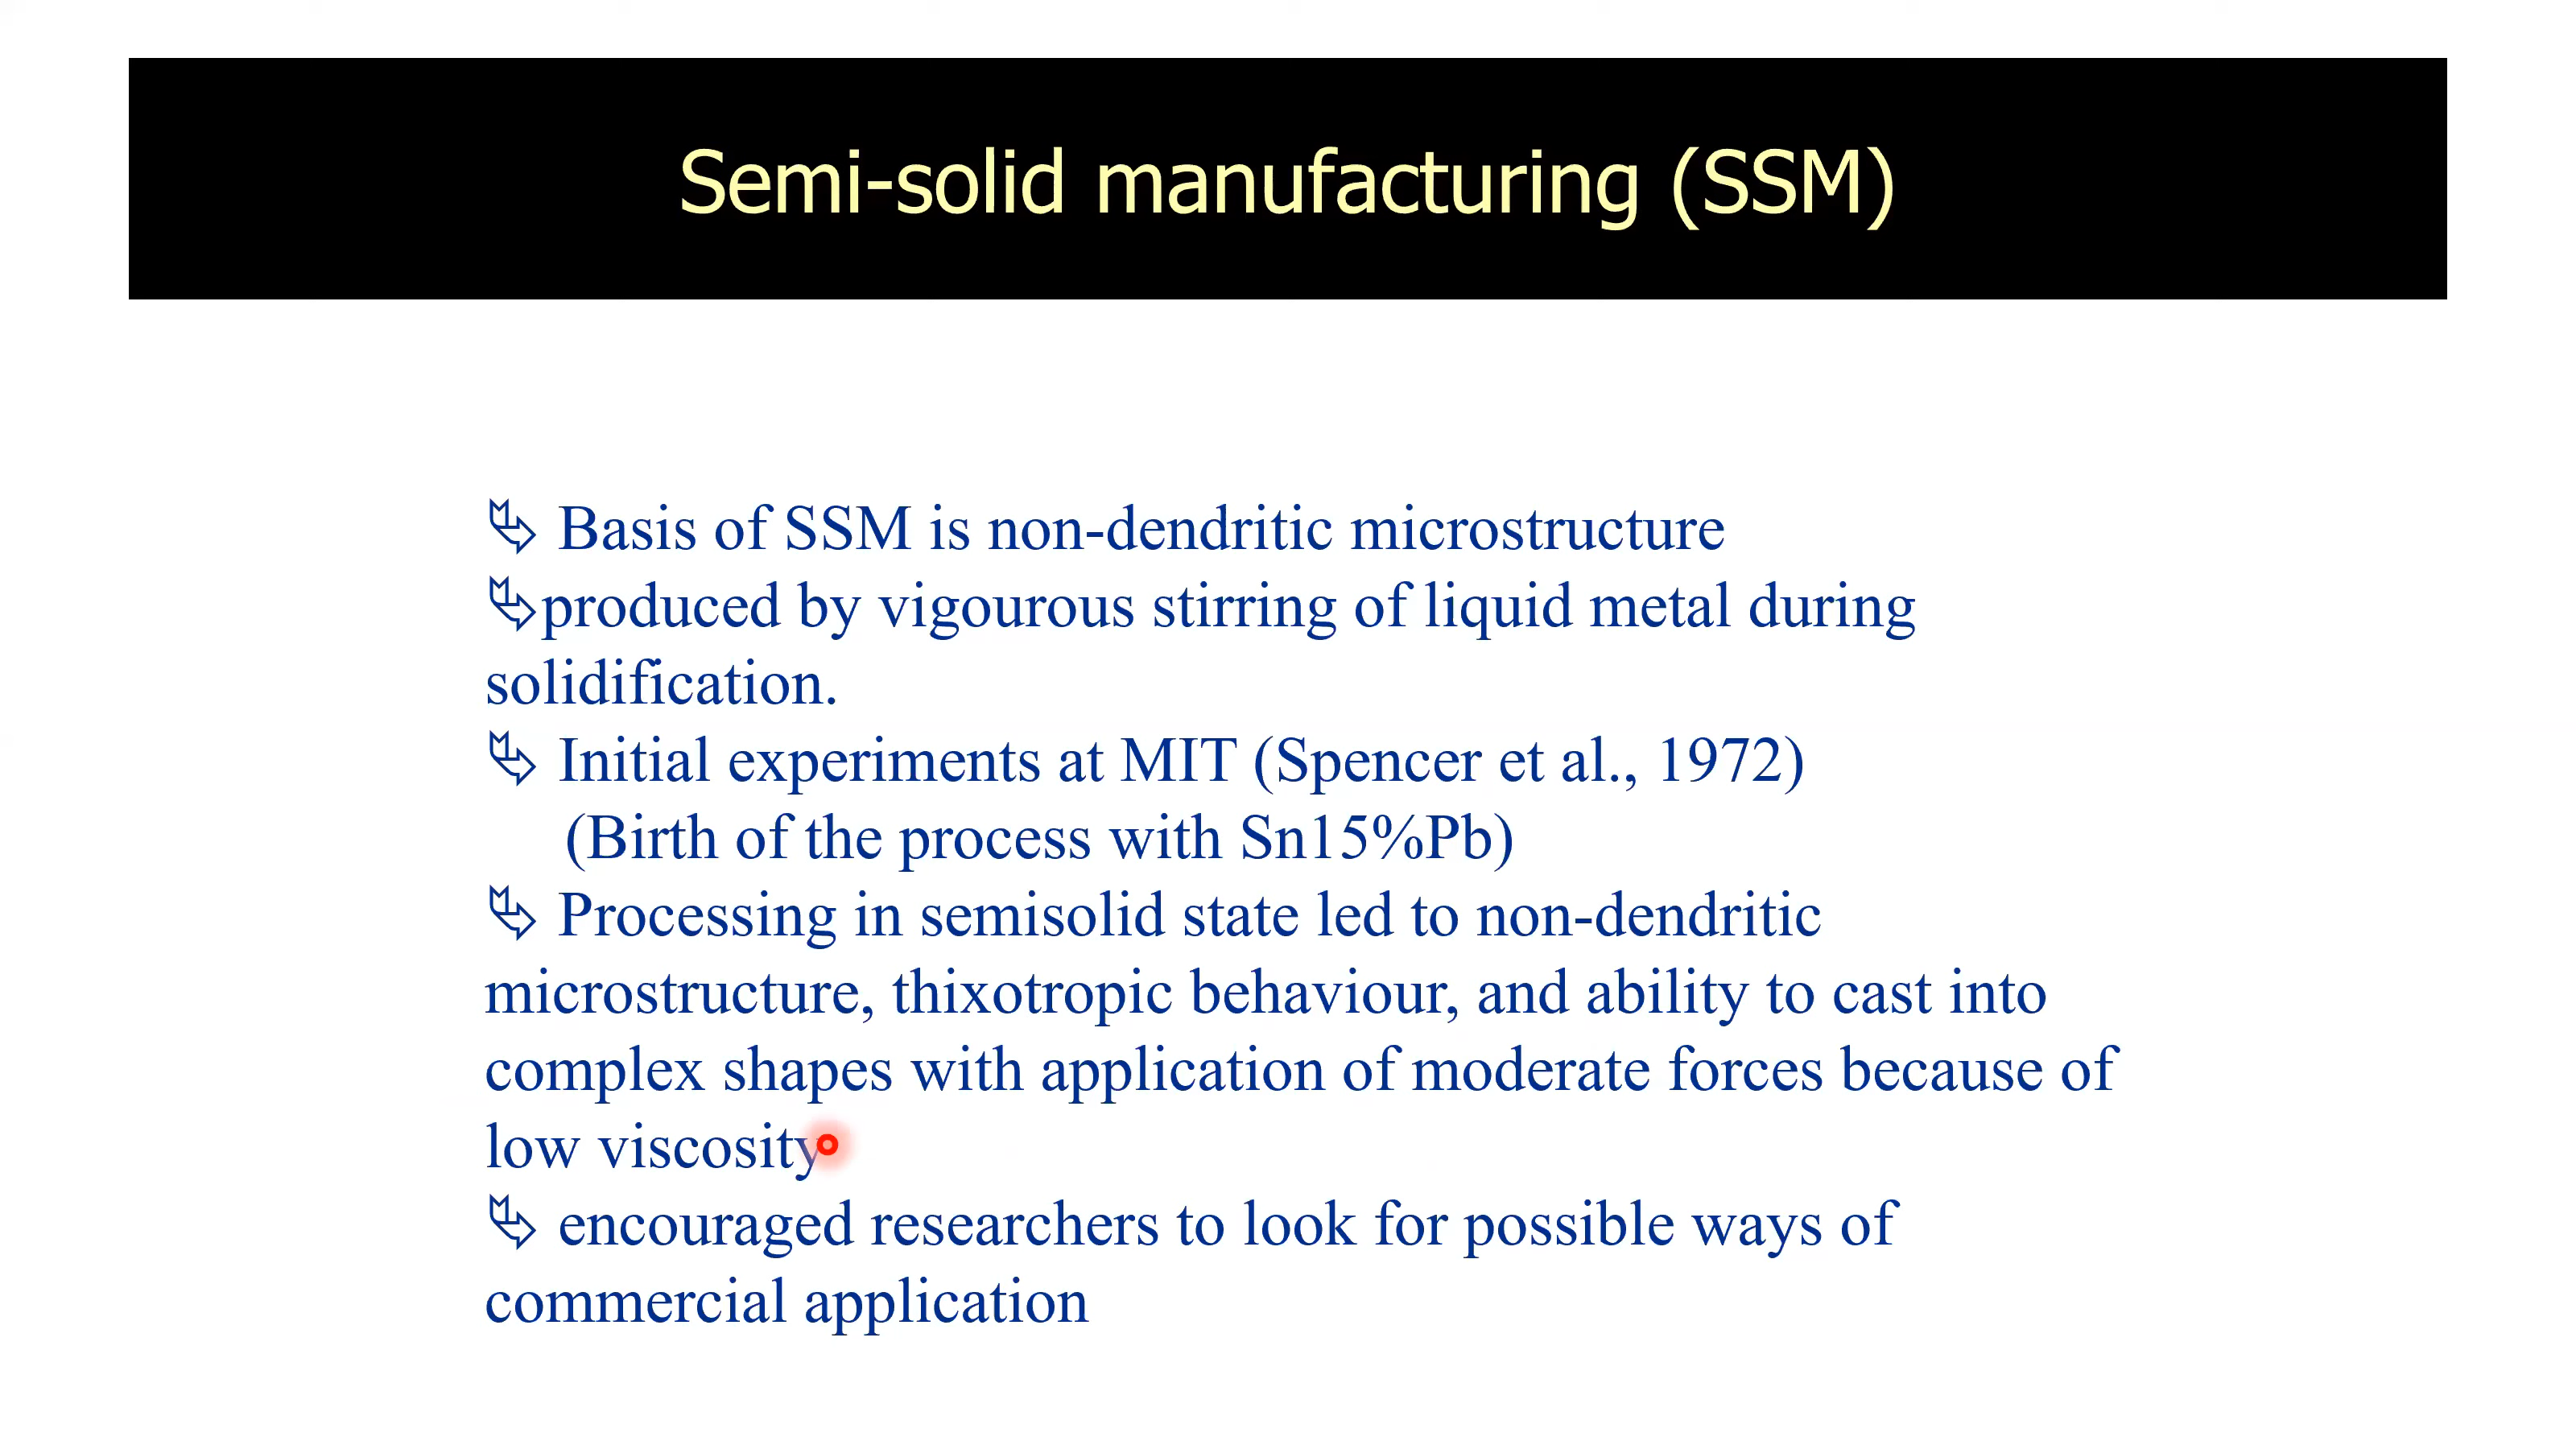 Semi-solid manufacturing (SSM)
Basis of SSM is non-dendritic microstructure
produced by vigourous stirring of liquid metal during
solidification.
Initial experiments at MIT (Spencer et al., 1972)
(Birth of the process with Sn15%Pb)
Processing in semisolid state led to non-dendritic
microstructure, thixotropic behaviour, and ability to cast into
complex shapes with application of moderate forces because of
low viscosity
encouraged researchers to look for possible ways of
commercial application